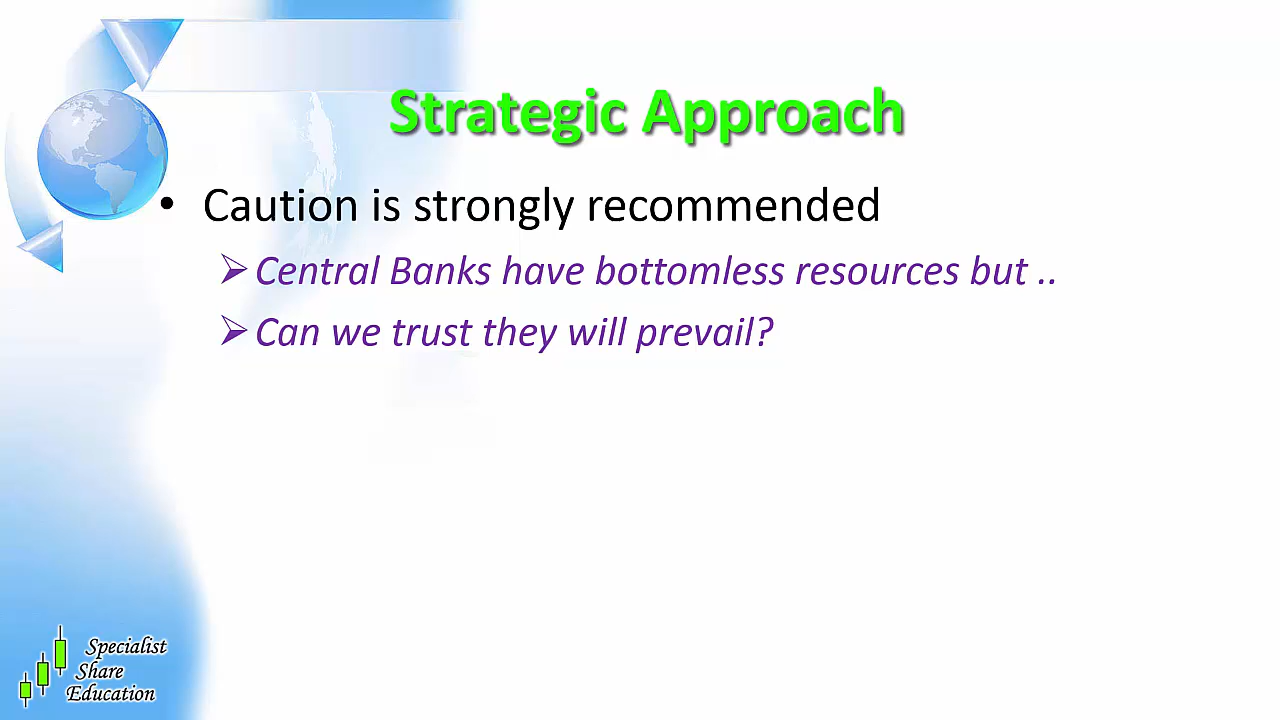 Strategic Approach
• Caution is strongly recommended
➢ Central Banks have bottomless resources but ..
➢ Can we trust they will prevail?
Specialist
Share
Education